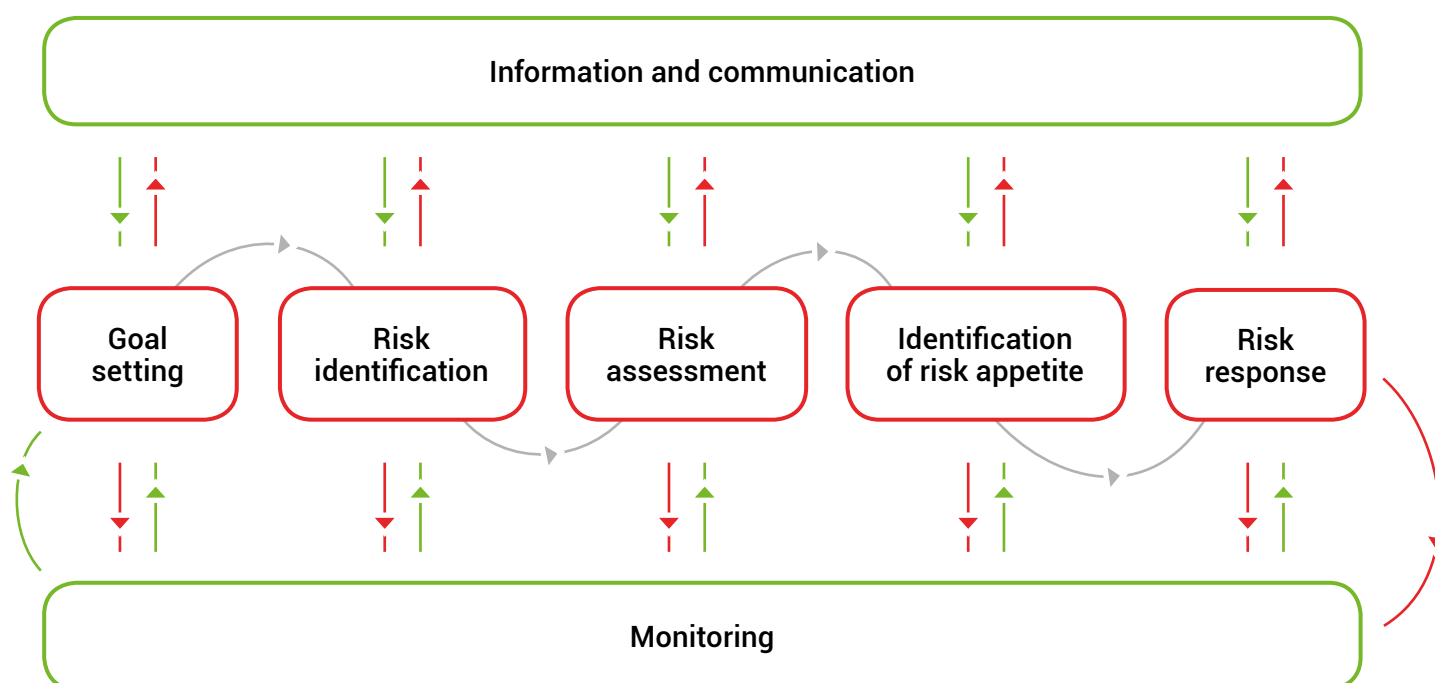 Information and communication
Goal
setting
Risk
identification
Risk
assessment
Identification
of risk appetite
Risk
response
Monitoring